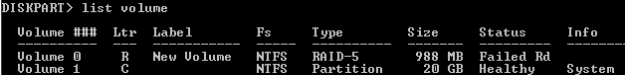 DISKPART> list volume
Volume ### Ltr Label Fs Type Size Status Info
Volume 0 R New Volume NTFS RAID-5 988 MB Failed Rd
Volume 1 C NTFS Partition 20 GB Healthy System